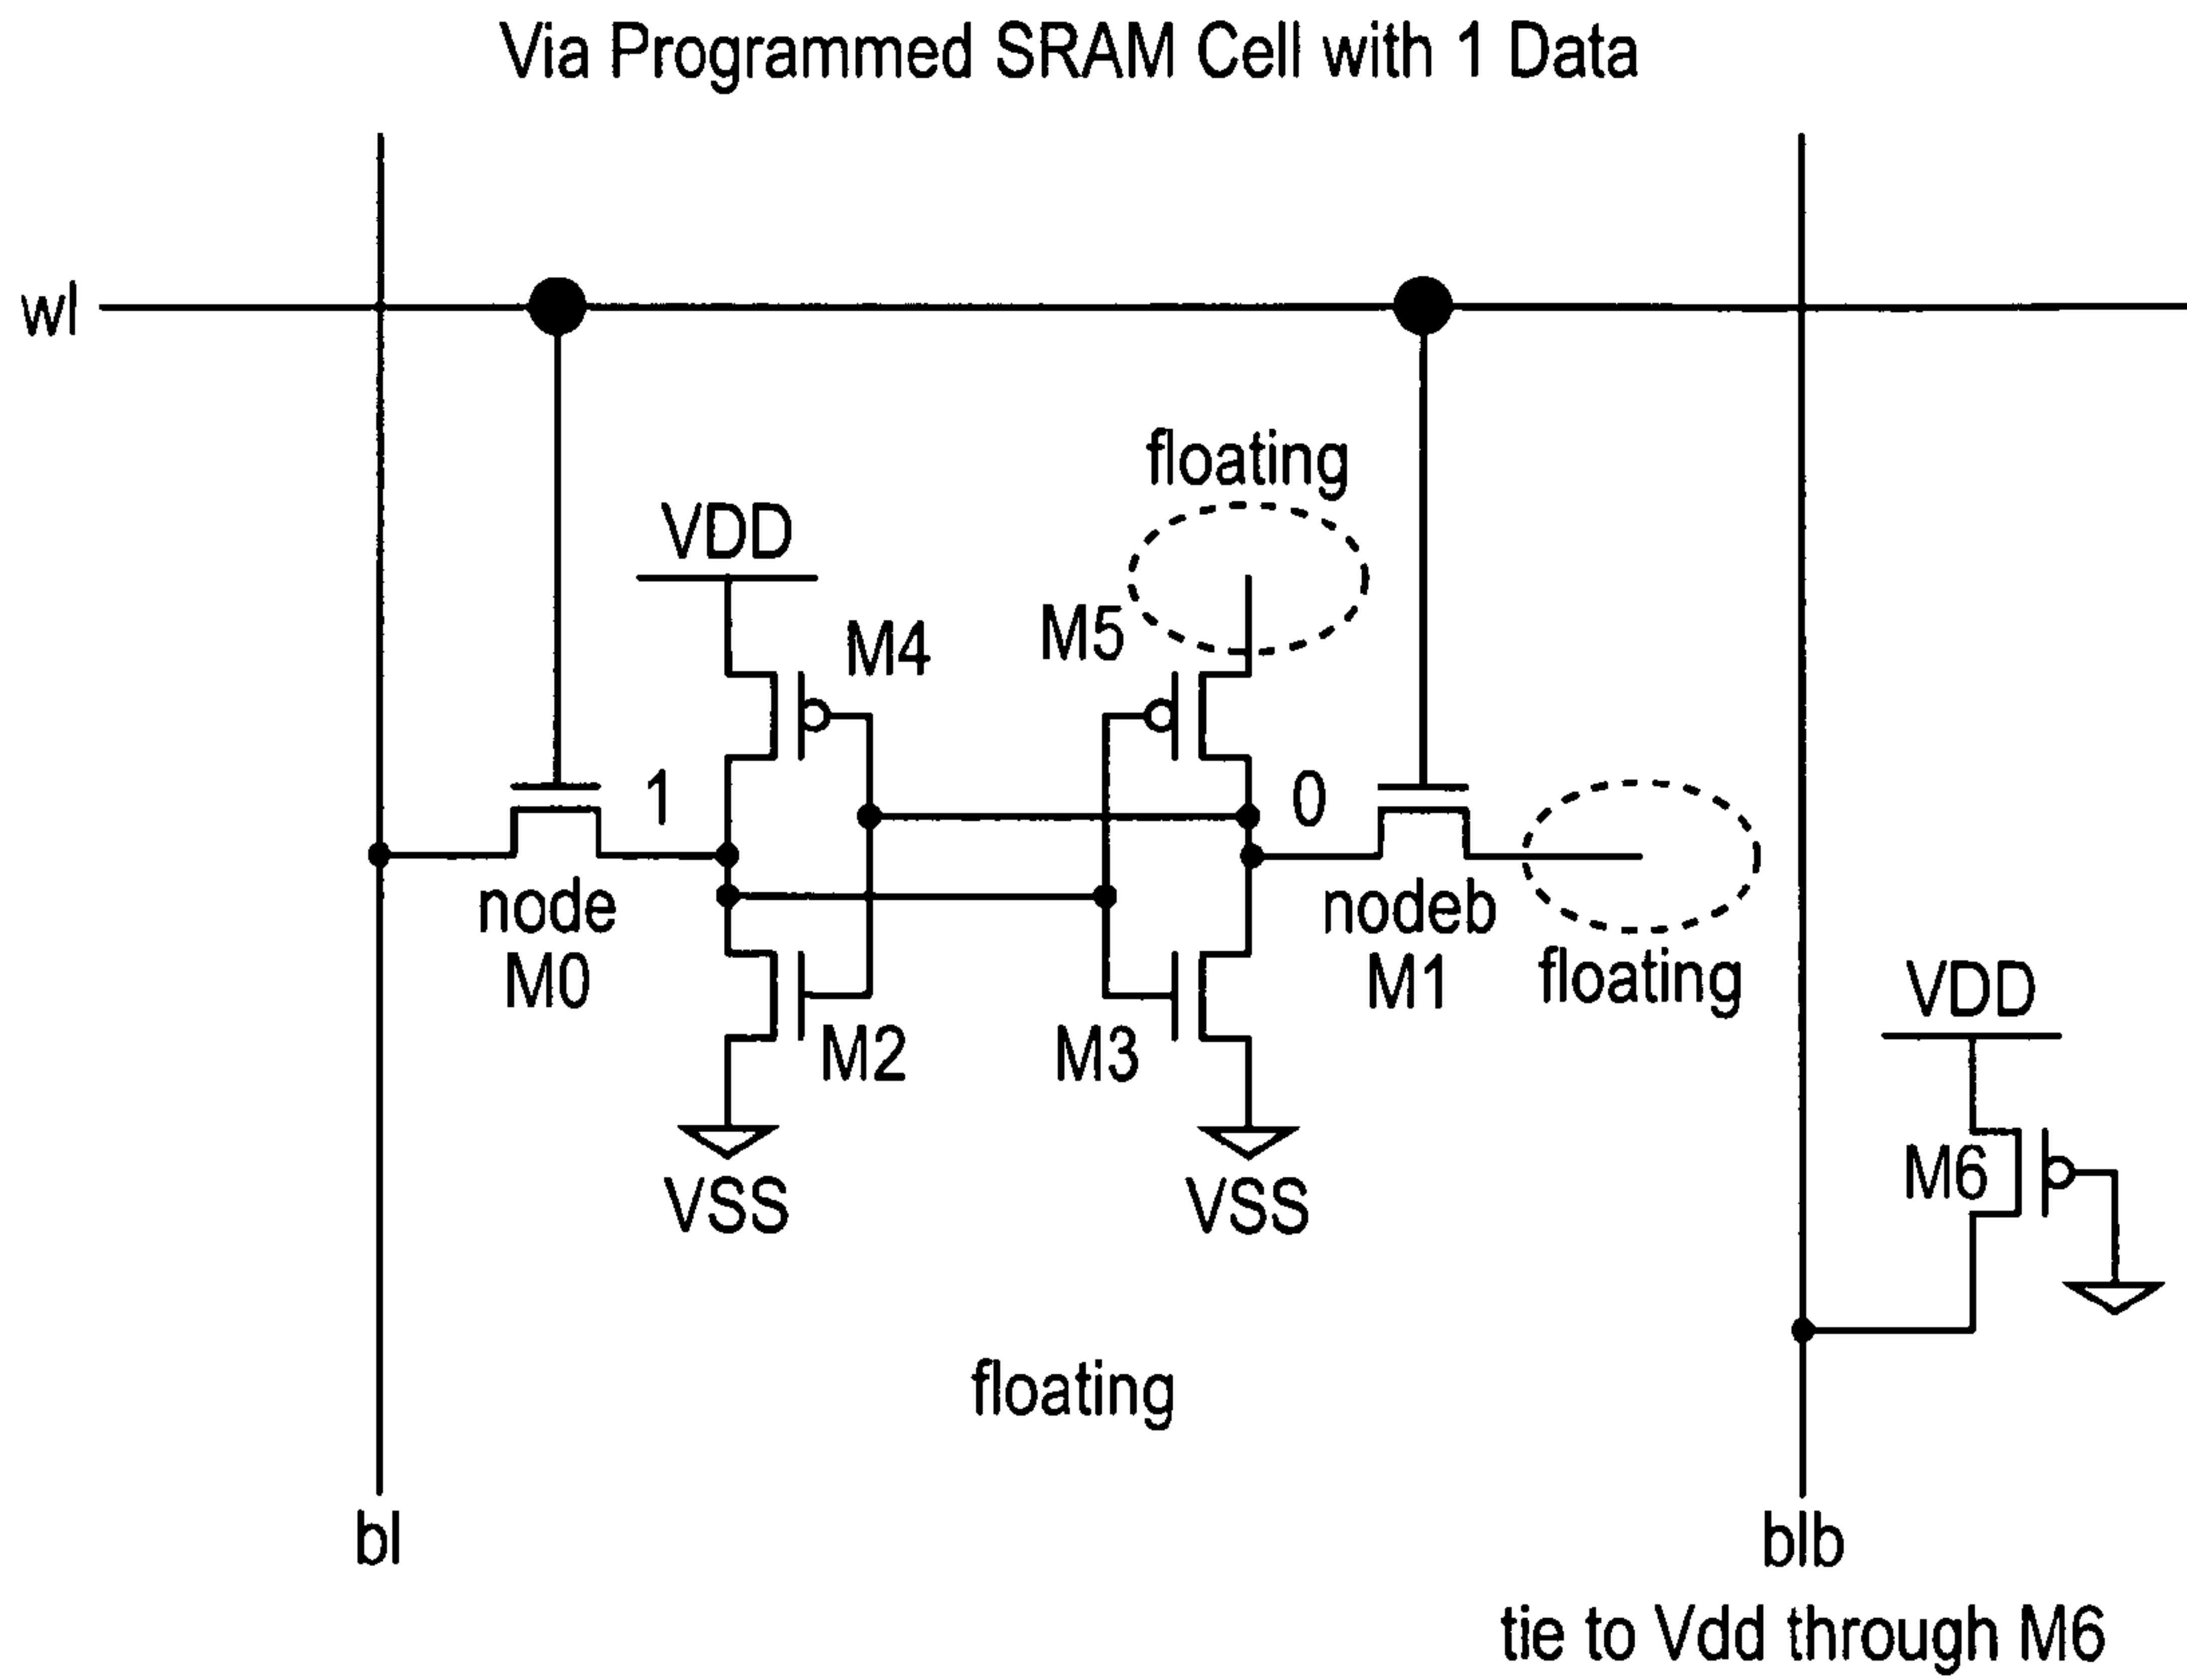 Via Programmed SRAM Cell with 1 Data
wl
floating
VDD
M4
M5
1
0
node
M0
nodeb
M1
floating
VDD
M2
M3
M6
VSS
VSS
floating
bl
blb
tie to Vdd through M6